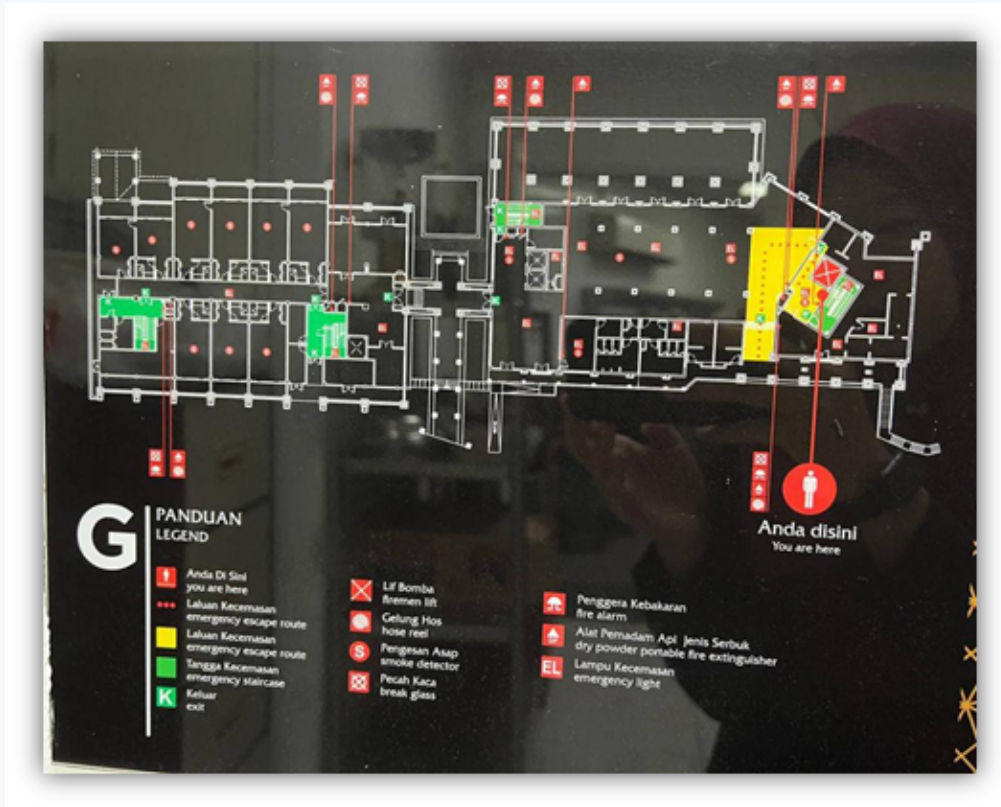 Anda disini
You are here
G
PANDUAN
LEGEND
Anda Di Sini
you are here
Laluan Kecemasan
emergency escape route
Laluan Kecemasan
emergency escape route
Tangga Kecemasan
emergency staircase
K
Keluar
exit
Lif Bomba
firemen lift
Gelung Hos
hose reel
S
Pengesan Asap
smoke detector
Pecah Kaca
break glass
Penggera Kebakaran
fire alarm
Alat Pemadam Api Jenis Serbuk
dry powder portable fire extinguisher
EL
Lampu Kecemasan
emergency light